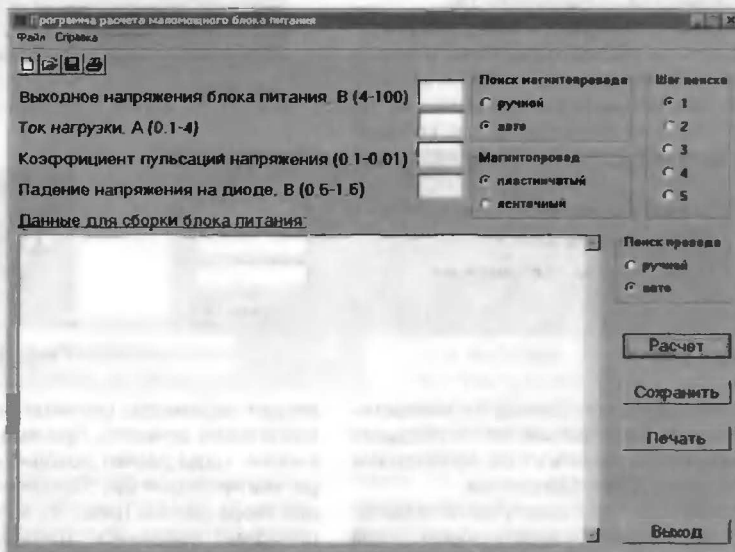 Программа расчета маломощного блока питания
Файл Справка
Выходное напряжения блока питания. В (4-100)
Ток нагрузки. А (0.1-4)
Коэффициент пульсаций напряжения (0.1-0.01)
Падение напряжения на диоде. В (0.5-1.5)
Данные для сборки блока питания:
Поиск магнитопровода
ручной
авто
Магнитопровод
пластинчатый
ленточный
Шаг поиска
1
2
3
4
5
Поиск провода
ручной
авто
Расчет
Сохранить
Печать
Выход